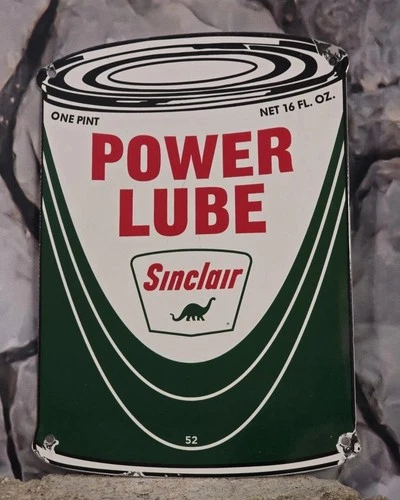 ONE PINT
NET 16 FL. OZ.
POWER
LUBE
Sinclair
52